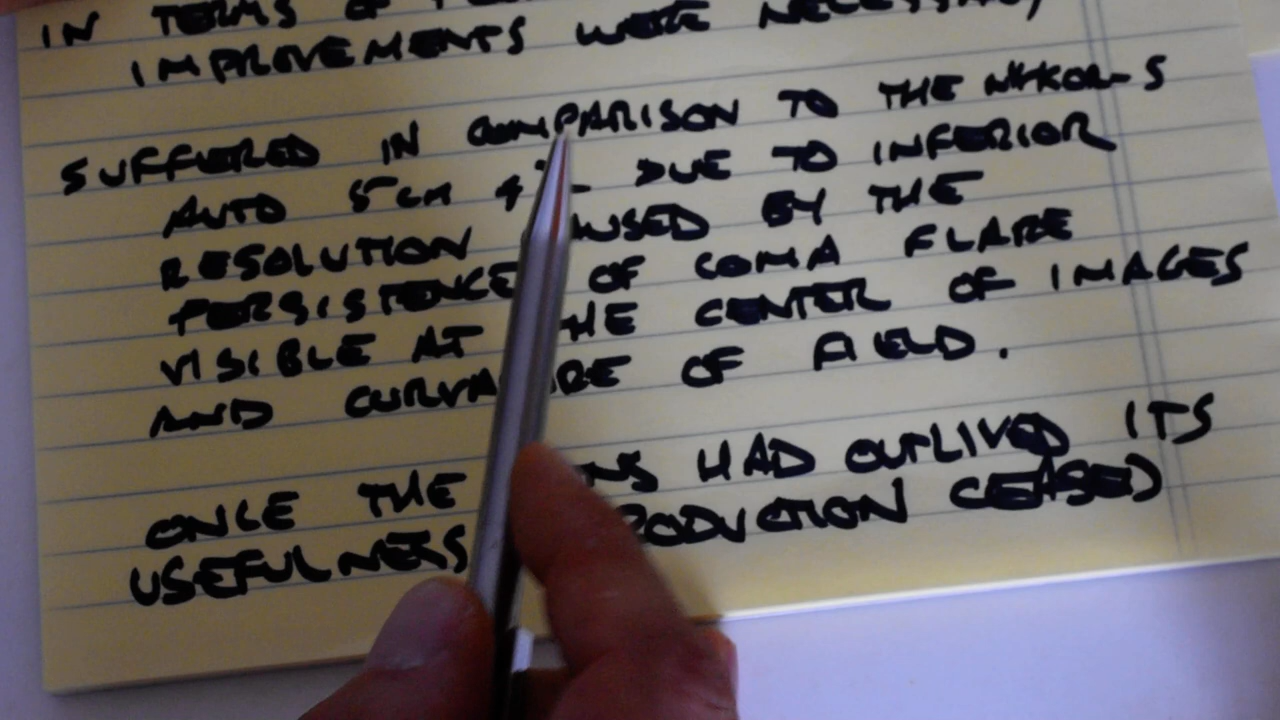 IN TERMS OF
IMPROVEMENTS WERE NECESSARY
SUFFERED IN COMPARISON TO THE NIKKOR-S
AUTO 5CM DUE TO INFERIOR
RESOLUTION BY THE
PERSISTENCE OF COMA FLARE
VISIBLE AT THE CENTER OF IMAGES
AND OF FIELD.
ONCE THE HAD OUTLIVED ITS
USEFULNESS PRODUCTION CEASED